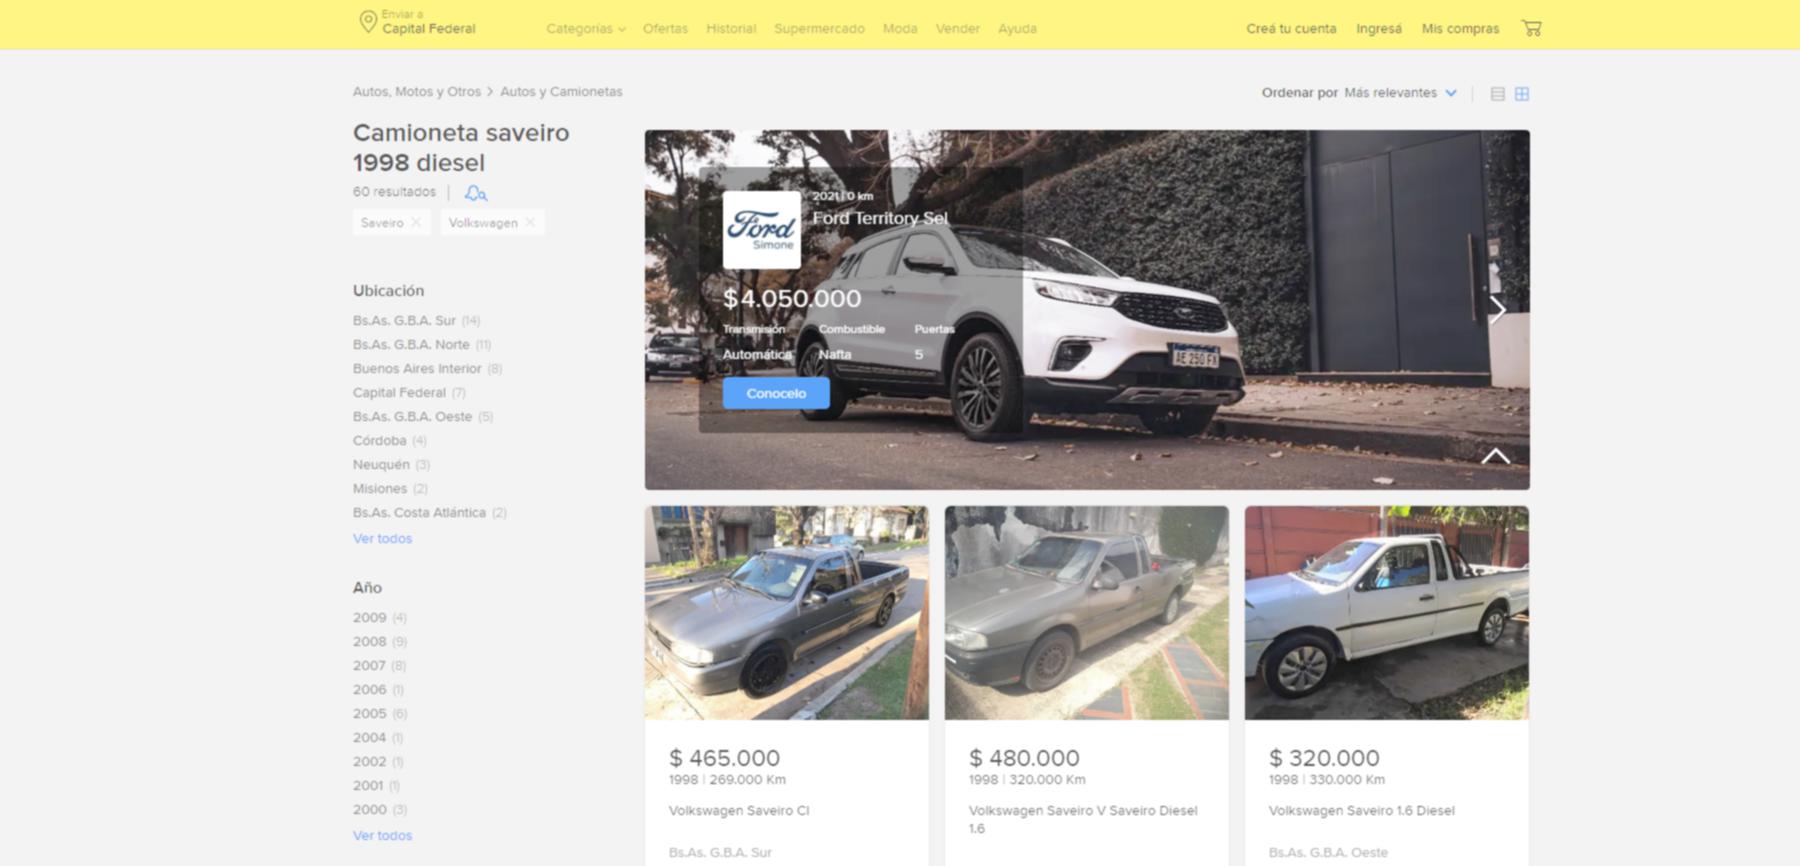 Enviar a
Capital Federal
Categorías
Ofertas
Historial
Supermercado
Moda
Vender
Ayuda
Creá tu cuenta
Ingresá
Mis compras
Autos, Motos y Otros > Autos y Camionetas
Ordenar por Más relevantes
Camioneta saveiro
1998 diesel
60 resultados
Saveiro
Volkswagen
Ubicación
Bs.As. G.B.A. Sur (14)
Bs.As. G.B.A. Norte (11)
Buenos Aires Interior (8)
Capital Federal (7)
Bs.As. G.B.A. Oeste (5)
Córdoba (4)
Neuquén (3)
Misiones (2)
Bs.As. Costa Atlántica (2)
Ver todos
Año
2009 (4)
2008 (9)
2007 (8)
2006 (1)
2005 (6)
2004 (1)
2002 (1)
2001 (1)
2000 (3)
Ver todos
Ford
Simone
2021 | 0 km
Ford Territory Sel
$4.050.000
Transmisión Combustible Puertas
Automática Nafta 5
Conocelo
AE 290 FX
$ 465.000
1998 | 269.000 Km
Volkswagen Saveiro Cl
Bs.As. G.B.A. Sur
$ 480.000
1998 | 320.000 Km
Volkswagen Saveiro V Saveiro Diesel
1.6
$ 320.000
1998 | 330.000 Km
Volkswagen Saveiro 1.6 Diesel
Bs.As. G.B.A. Oeste